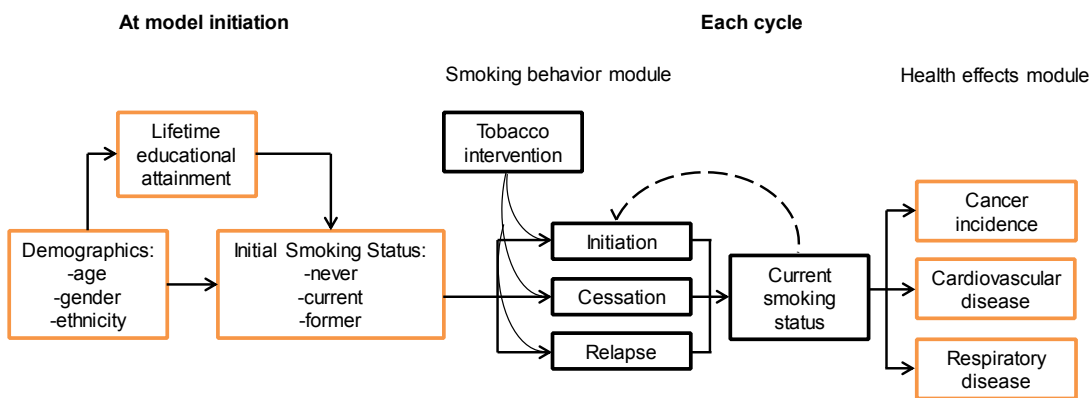 At model initiation
Each cycle
Smoking behavior module
Health effects module
Lifetime
educational
attainment
Tobacco
intervention
Demographics:
-age
-gender
-ethnicity
Initial Smoking Status:
-never
-current
-former
Initiation
Cessation
Relapse
Current
smoking
status
Cancer
incidence
Cardiovascular
disease
Respiratory
disease